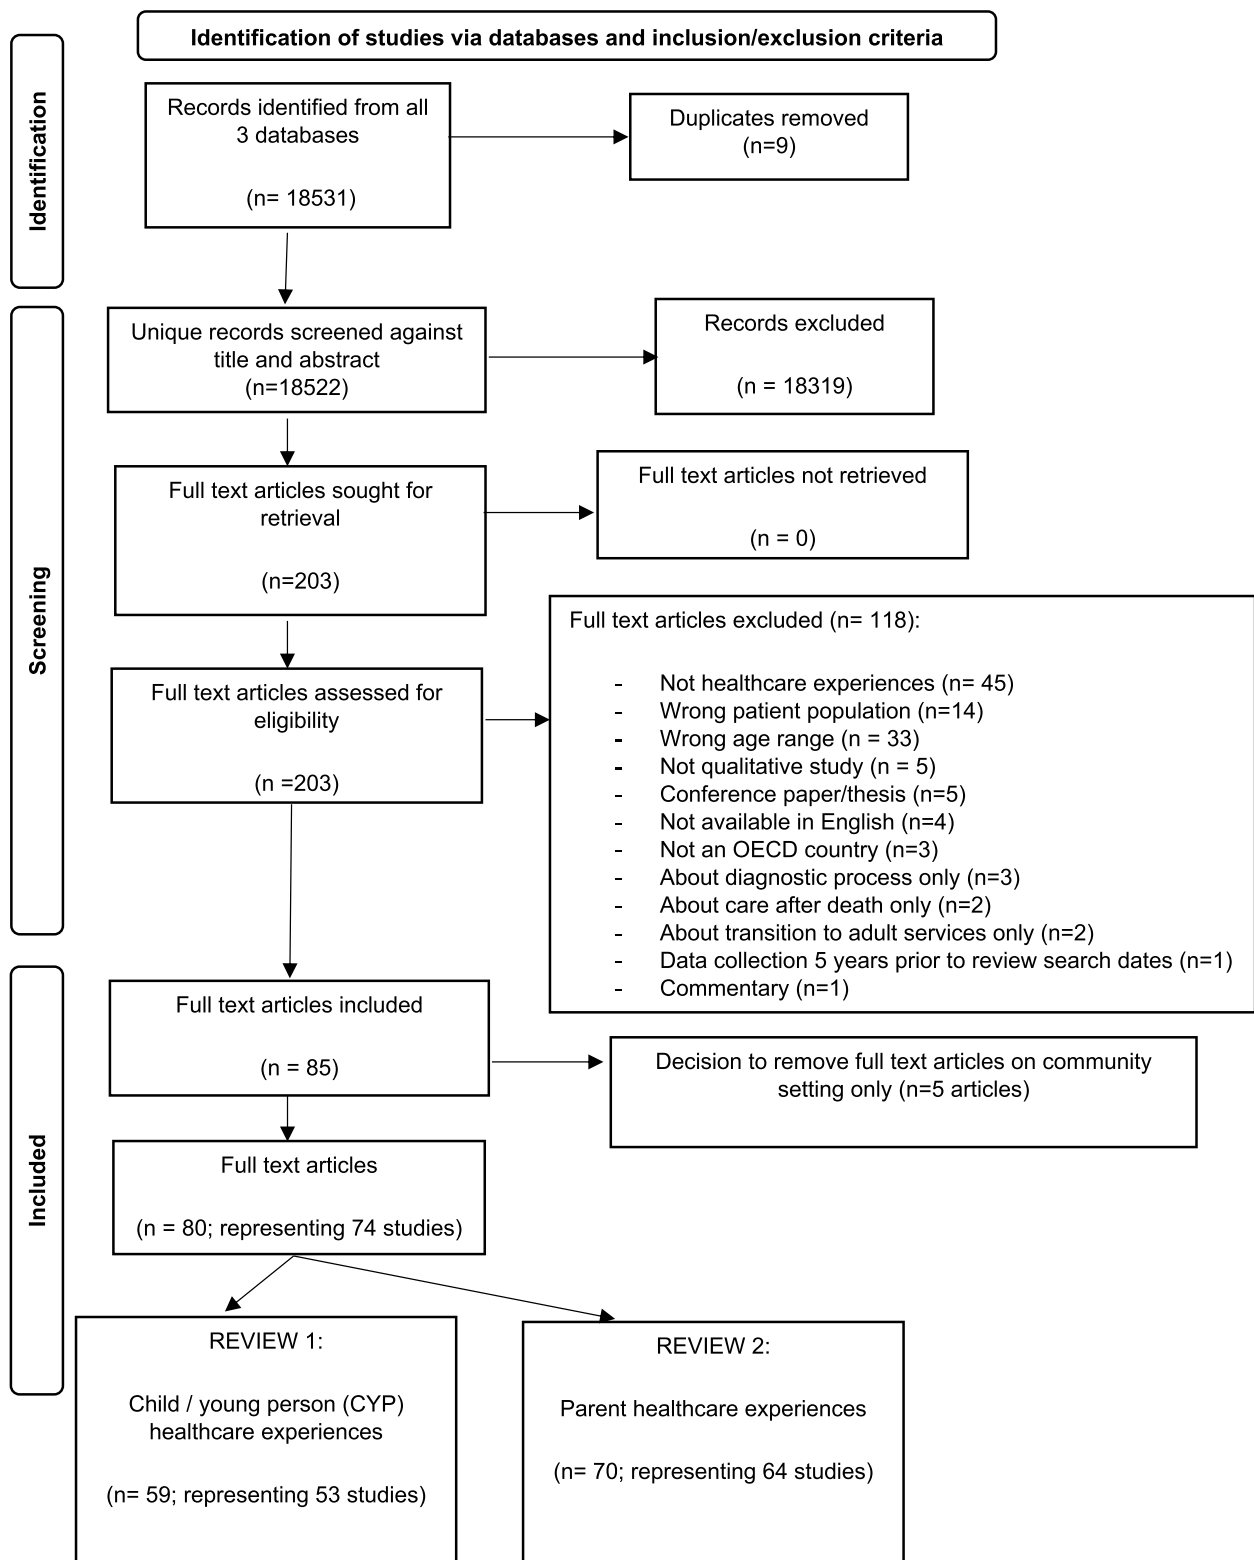 Identification of studies via databases and inclusion/exclusion criteria
Identification
Records identified from all
3 databases
(n= 18531)
Duplicates removed
(n=9)
Screening
Unique records screened against
title and abstract
(n=18522)
Records excluded
(n = 18319)
Full text articles sought for
retrieval
(n=203)
Full text articles not retrieved
(n = 0)
Full text articles assessed for
eligibility
(n =203)
Full text articles excluded (n= 118):
- Not healthcare experiences (n= 45)
- Wrong patient population (n=14)
- Wrong age range (n = 33)
- Not qualitative study (n = 5)
- Conference paper/thesis (n=5)
- Not available in English (n=4)
- Not an OECD country (n=3)
- About diagnostic process only (n=3)
- About care after death only (n=2)
- About transition to adult services only (n=2)
- Data collection 5 years prior to review search dates (n=1)
- Commentary (n=1)
Included
Full text articles included
(n = 85)
Decision to remove full text articles on community
setting only (n=5 articles)
Full text articles
(n = 80; representing 74 studies)
REVIEW 1:
Child / young person (CYP)
healthcare experiences
(n= 59; representing 53 studies)
REVIEW 2:
Parent healthcare experiences
(n= 70; representing 64 studies)